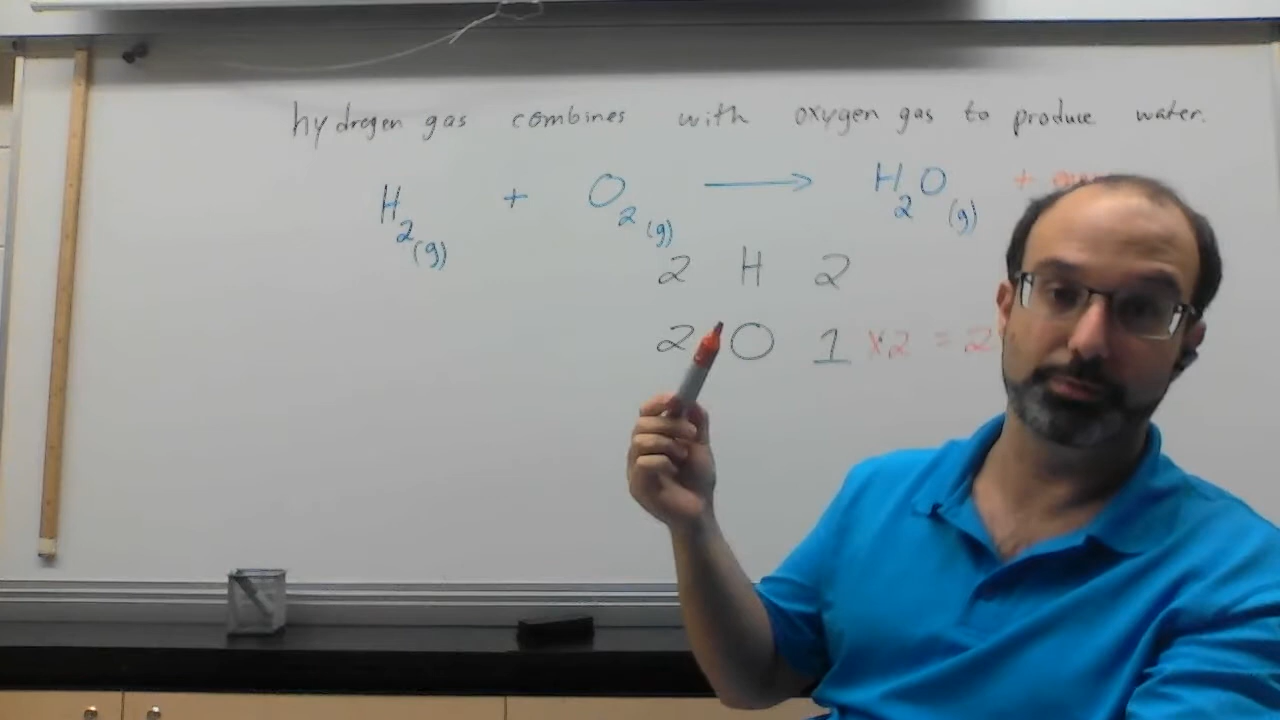 hydrogen gas combines with oxygen gas to produce water.
H2(g) + O2(g) → H2O(g) +
2 H 2
2 O 1 x2 = 2